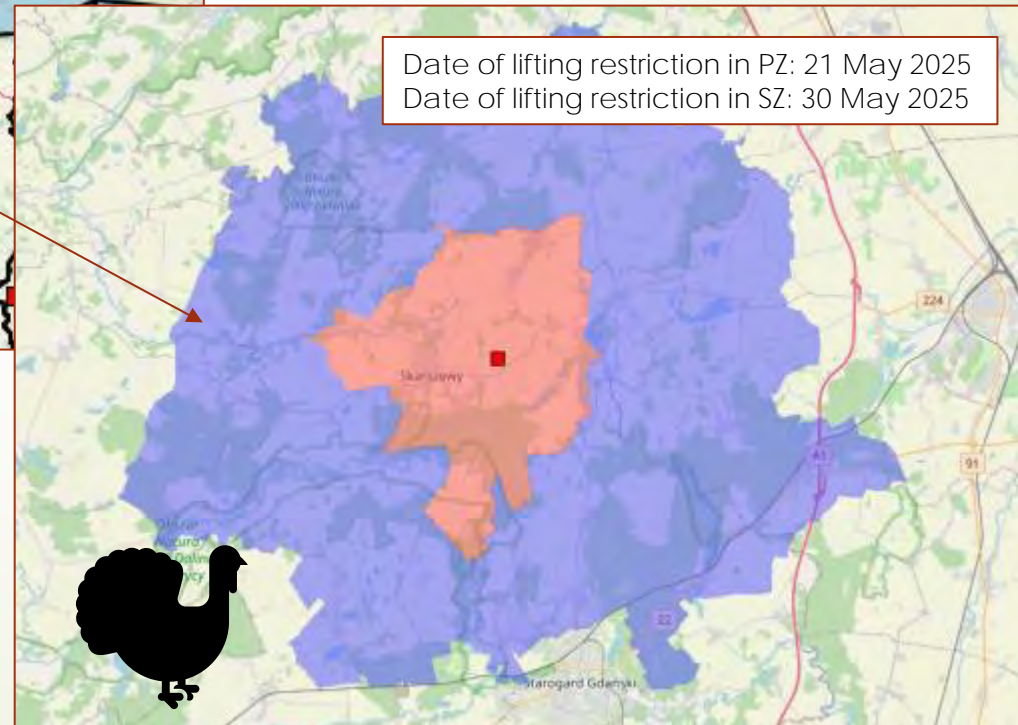 Date of lifting restriction in PZ: 21 May 2025
Date of lifting restriction in SZ: 30 May 2025
224
Skarszewy
A1
91
22
Starogard Gdański